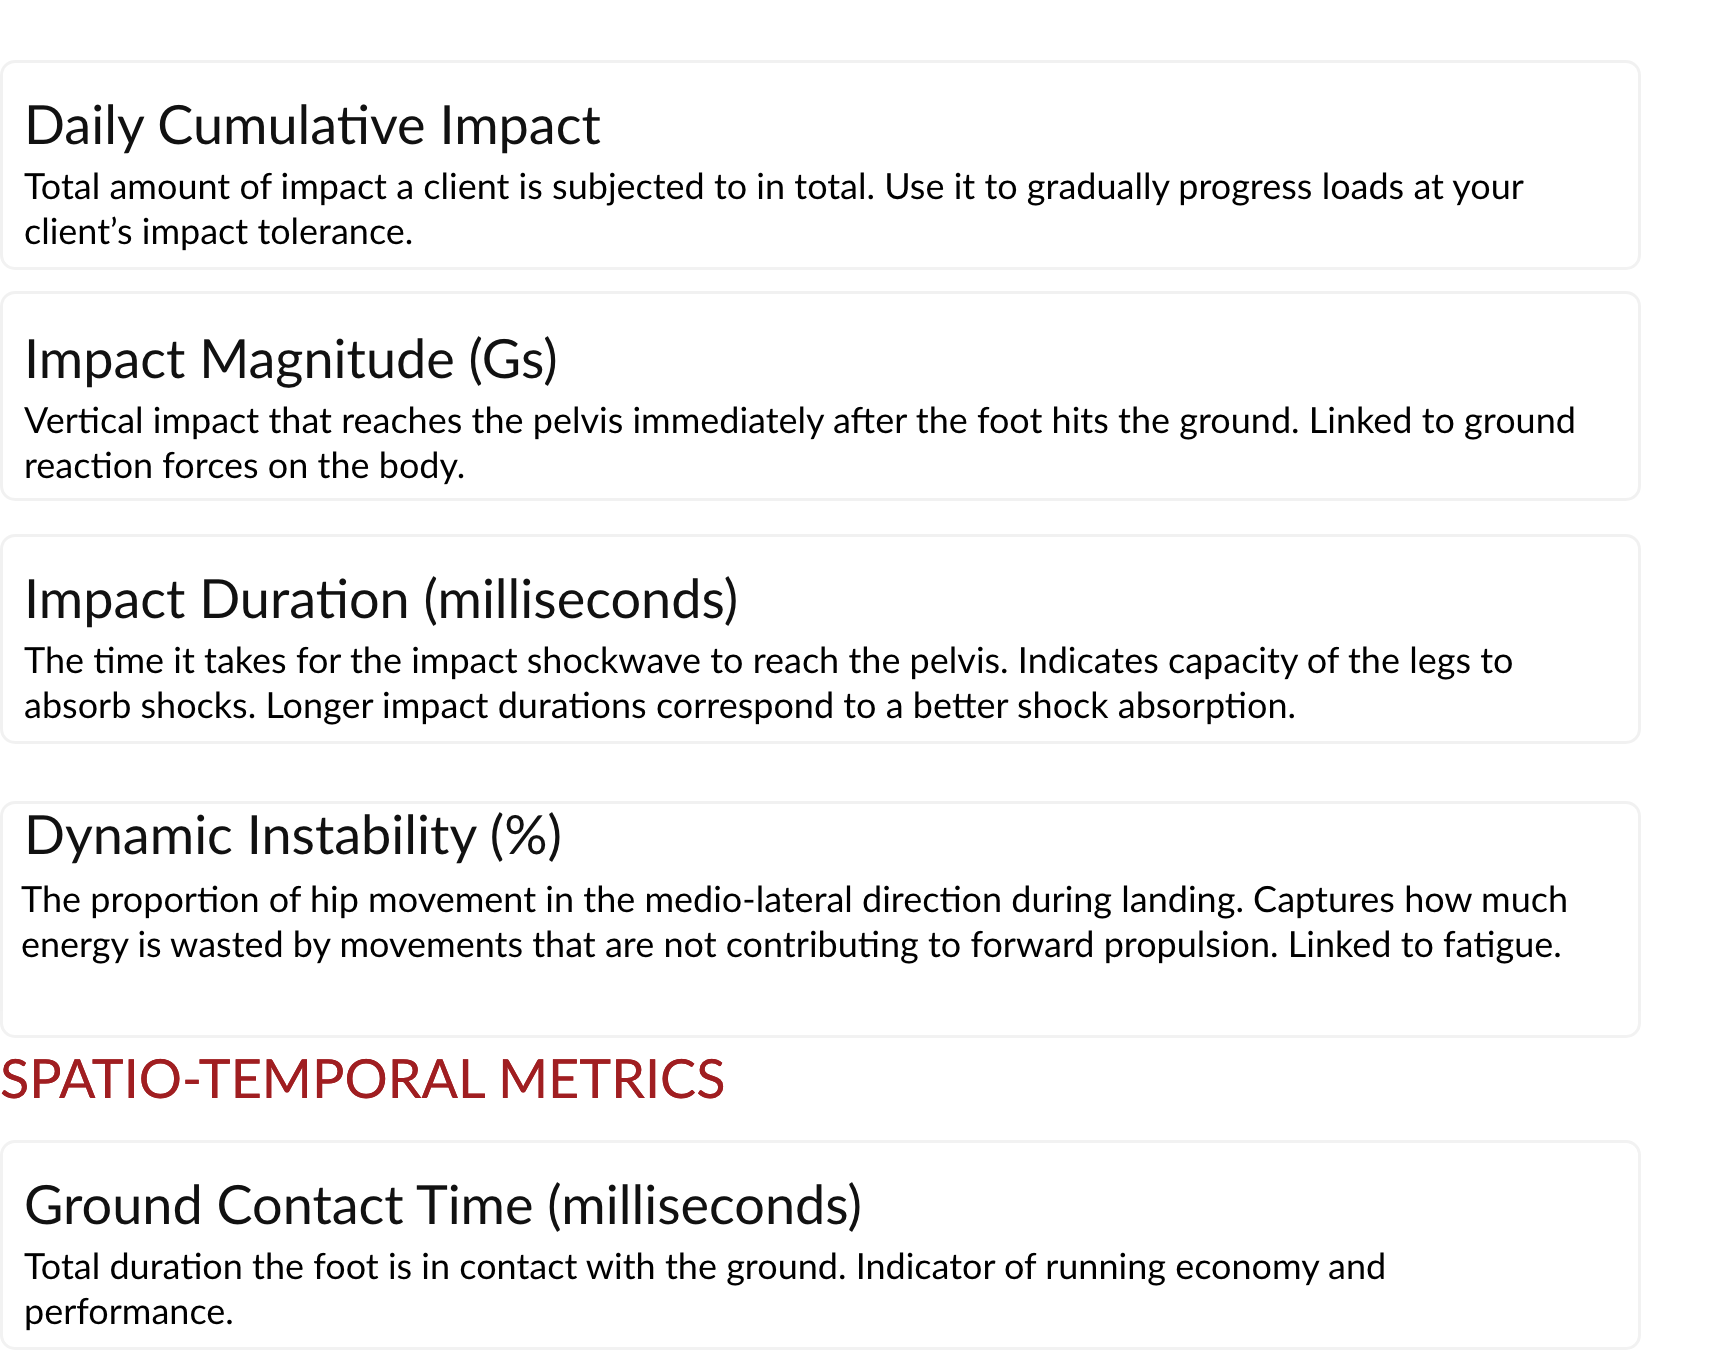 Daily Cumulative Impact
Total amount of impact a client is subjected to in total. Use it to gradually progress loads at your
client’s impact tolerance.
Impact Magnitude (Gs)
Vertical impact that reaches the pelvis immediately after the foot hits the ground. Linked to ground
reaction forces on the body.
Impact Duration (milliseconds)
The time it takes for the impact shockwave to reach the pelvis. Indicates capacity of the legs to
absorb shocks. Longer impact durations correspond to a better shock absorption.
Dynamic Instability (%)
The proportion of hip movement in the medio-lateral direction during landing. Captures how much
energy is wasted by movements that are not contributing to forward propulsion. Linked to fatigue.
SPATIO-TEMPORAL METRICS
Ground Contact Time (milliseconds)
Total duration the foot is in contact with the ground. Indicator of running economy and
performance.